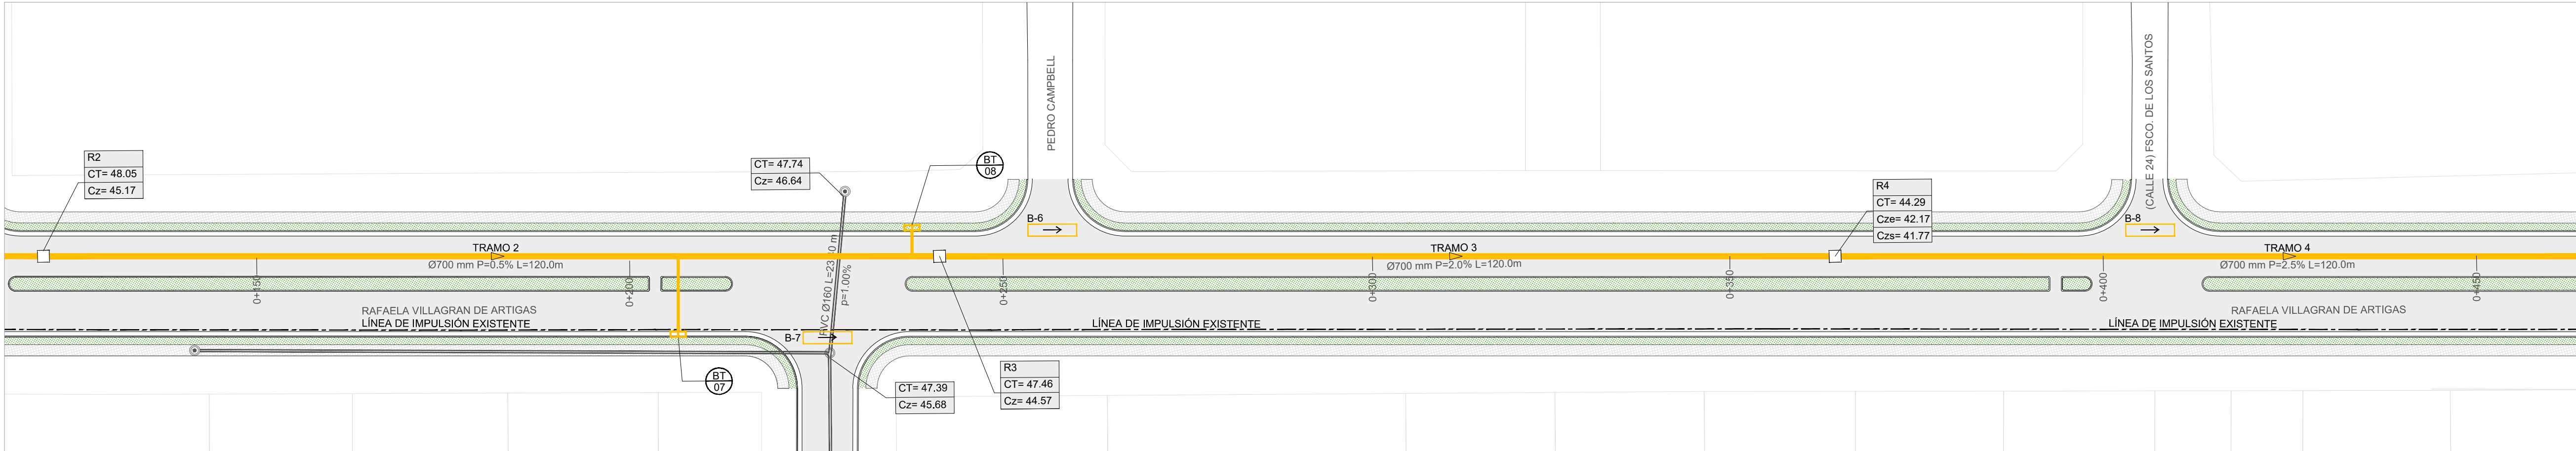 R2
CT= 48.05
Cz= 45.17
TRAMO 2
Ø700 mm P=0.5% L=120.0m
0+150
0+200
RAFAELA VILLAGRAN DE ARTIGAS
LÍNEA DE IMPULSIÓN EXISTENTE
CT= 47.74
Cz= 46.64
PVC Ø160 L=23. 0 m
p=1.00%
BT
08
BT
07
B-7
CT= 47.39
Cz= 45.68
PEDRO CAMPBELL
B-6
0+250
R3
CT= 47.46
Cz= 44.57
LÍNEA DE IMPULSIÓN EXISTENTE
TRAMO 3
Ø700 mm P=2.0% L=120.0m
0+300
0+350
R4
CT= 44.29
Cze= 42.17
Czs= 41.77
(CALLE 24) FSCO. DE LOS SANTOS
B-8
0+400
TRAMO 4
Ø700 mm P=2.5% L=120.0m
0+450
RAFAELA VILLAGRAN DE ARTIGAS
LÍNEA DE IMPULSIÓN EXISTENTE